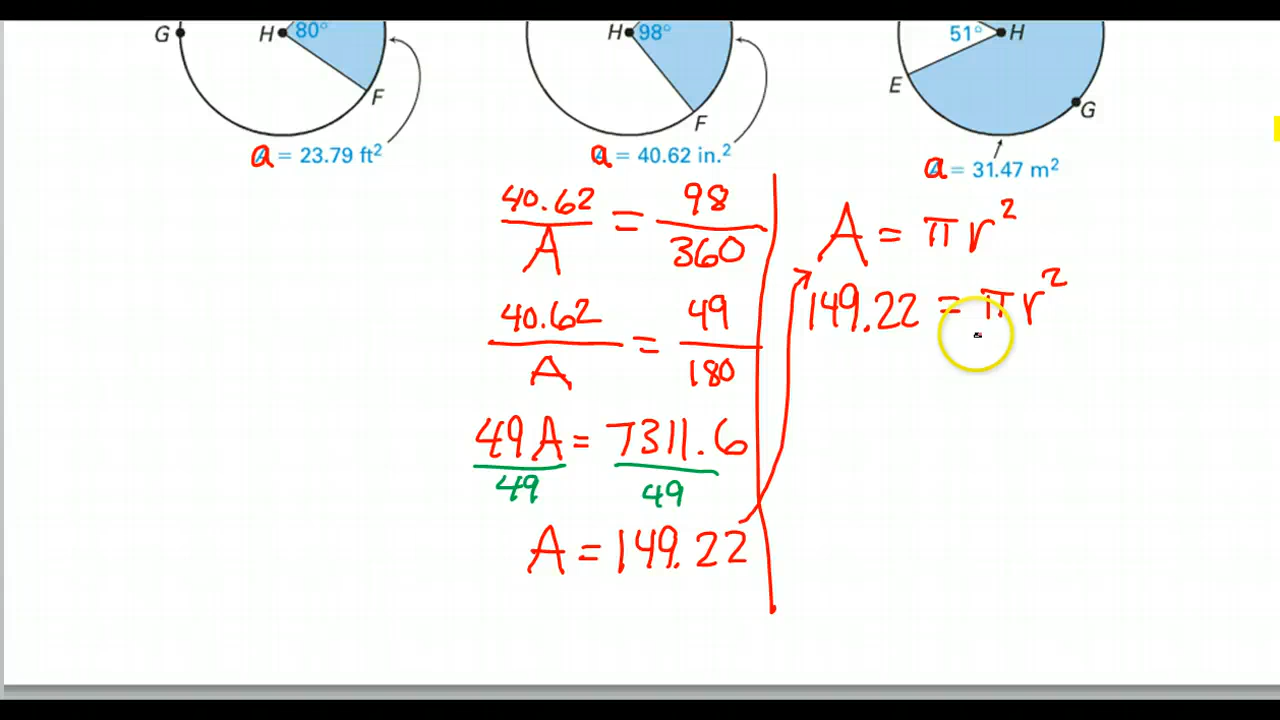 G H 80° F
H 98° F
51° H E G
a = 23.79 ft²
a = 40.62 in.²
a = 31.47 m²
40.62/A = 98/360
40.62/A = 49/180
49A = 7311.6
49 49
A = 149.22
A = πr²
149.22 = πr²